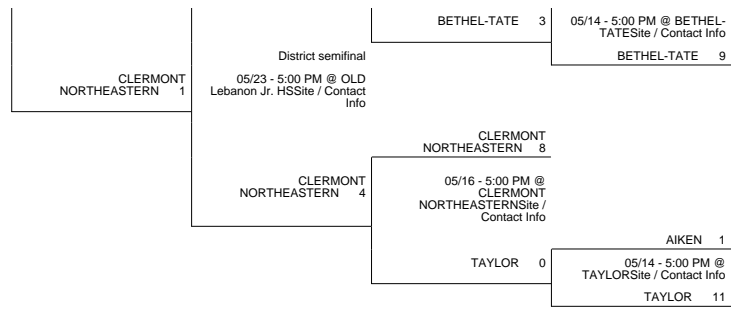 BETHEL-TATE 3
05/14 - 5:00 PM @ BETHEL-
TATESite / Contact Info
BETHEL-TATE 9
District semifinal
CLERMONT
NORTHEASTERN 1
05/23 - 5:00 PM @ OLD
Lebanon Jr. HSSite / Contact
Info
CLERMONT
NORTHEASTERN 8
CLERMONT
NORTHEASTERN 4
05/16 - 5:00 PM @
CLERMONT
NORTHEASTERNSite /
Contact Info
AIKEN 1
TAYLOR 0
05/14 - 5:00 PM @
TAYLORSite / Contact Info
TAYLOR 11